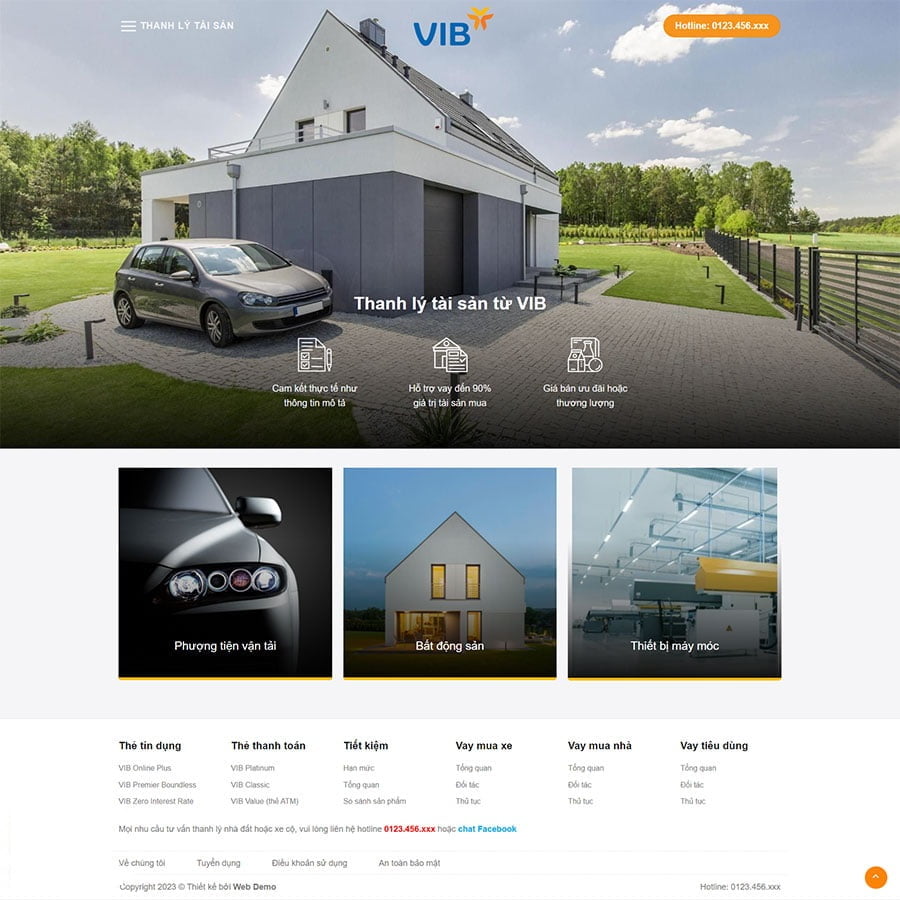 THANH LÝ TÀI SẢN
VIB
Hotline: 0123.456.xxx
Thanh lý tài sản từ VIB
Cam kết thực tế như
thông tin mô tả
Hỗ trợ vay đến 90%
giá trị tài sản mua
Giá bán ưu đãi hoặc
thương lượng
Phượng tiện vận tải
Bất động sản
Thiết bị máy móc
Thẻ tín dụng
VIB Online Plus
VIB Premier Boundless
VIB Zero Interest Rate
Thẻ thanh toán
VIB Platinum
VIB Classic
VIB Value (thẻ ATM)
Tiết kiệm
Hạn mức
Tổng quan
So sánh sản phẩm
Vay mua xe
Tổng quan
Đối tác
Thủ tục
Vay mua nhà
Tổng quan
Đối tác
Thủ tục
Vay tiêu dùng
Tổng quan
Đối tác
Thủ tục
Mọi nhu cầu tư vấn thanh lý nhà đất hoặc xe cộ, vui lòng liên hệ hotline 0123.456.xxx hoặc chat Facebook
Về chúng tôi
Tuyển dụng
Điều khoản sử dụng
An toàn bảo mật
Copyright 2023 © Thiết kế bởi Web Demo
Hotline: 0123.456.xxx